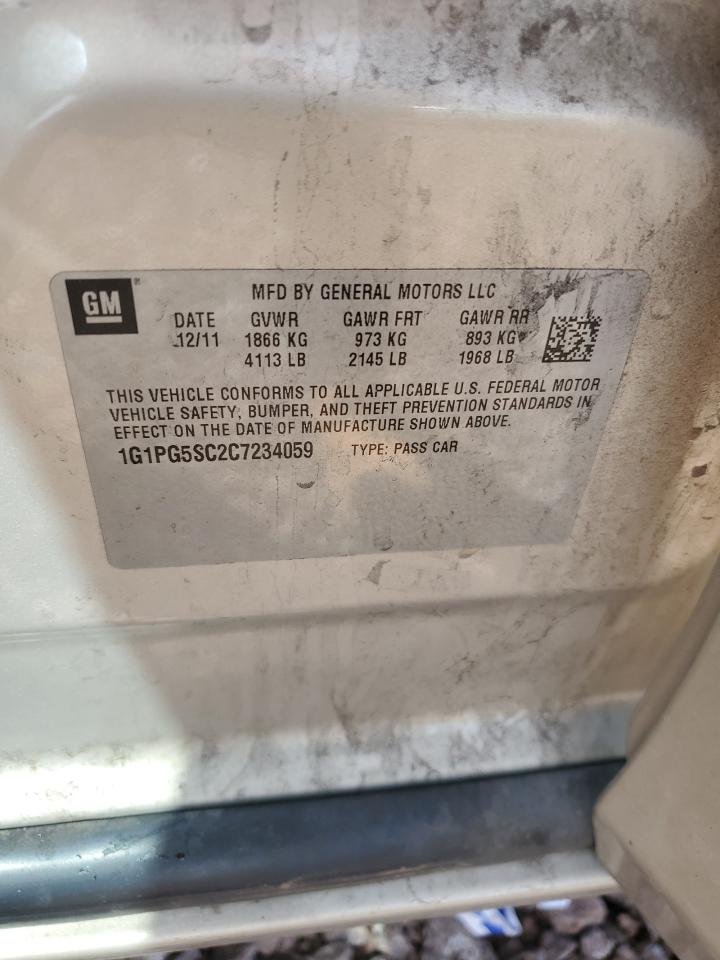 GM ®
MFD BY GENERAL MOTORS LLC
DATE GVWR GAWR FRT GAWR RR
12/11 1866 KG 973 KG 893 KG
4113 LB 2145 LB 1968 LB
THIS VEHICLE CONFORMS TO ALL APPLICABLE U.S. FEDERAL MOTOR
VEHICLE SAFETY, BUMPER, AND THEFT PREVENTION STANDARDS IN
EFFECT ON THE DATE OF MANUFACTURE SHOWN ABOVE.
1G1PG5SC2C7234059 TYPE: PASS CAR